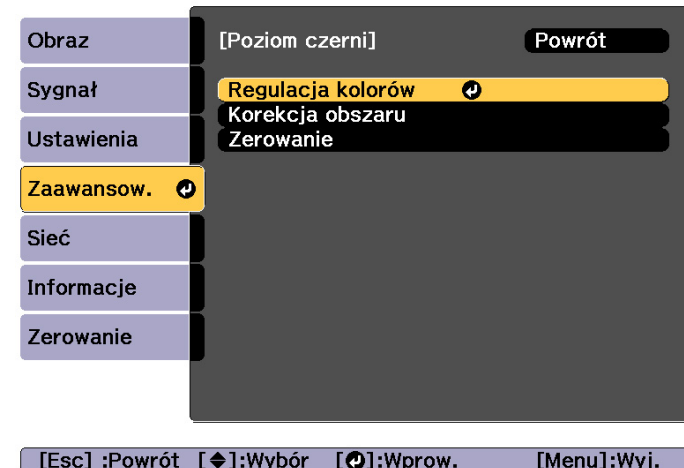 Obraz
Sygnał
Ustawienia
Zaawansow.
Sieć
Informacje
Zerowanie
[Poziom czerni] Powrót
Regulacja kolorów
Korekcja obszaru
Zerowanie
[Esc] :Powrót [◆]:Wybór [⏎]:Wprow. [Menu]:Wyj.